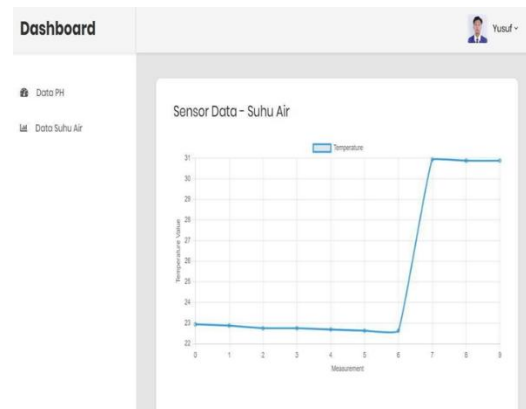 Dashboard
Yusuf
Data PH
Data Suhu Air
Sensor Data - Suhu Air
Temperature
31
30
29
28
27
26
25
24
23
22
Temperature Value
0 1 2 3 4 5 6 7 8 9
Measurement